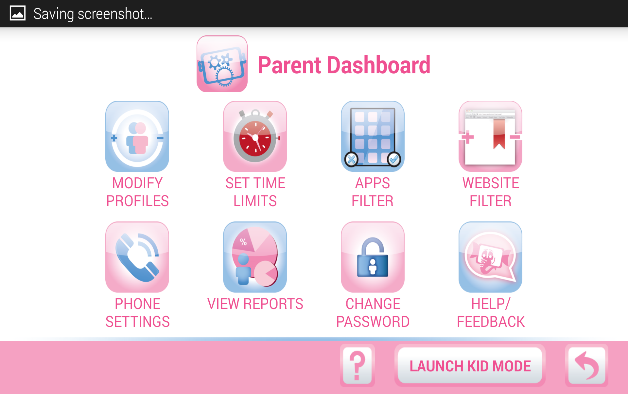 Saving screenshot...
Parent Dashboard
MODIFY
PROFILES
SET TIME
LIMITS
APPS
FILTER
WEBSITE
FILTER
PHONE
SETTINGS
%
VIEW REPORTS
CHANGE
PASSWORD
HELP/
FEEDBACK
?
LAUNCH KID MODE